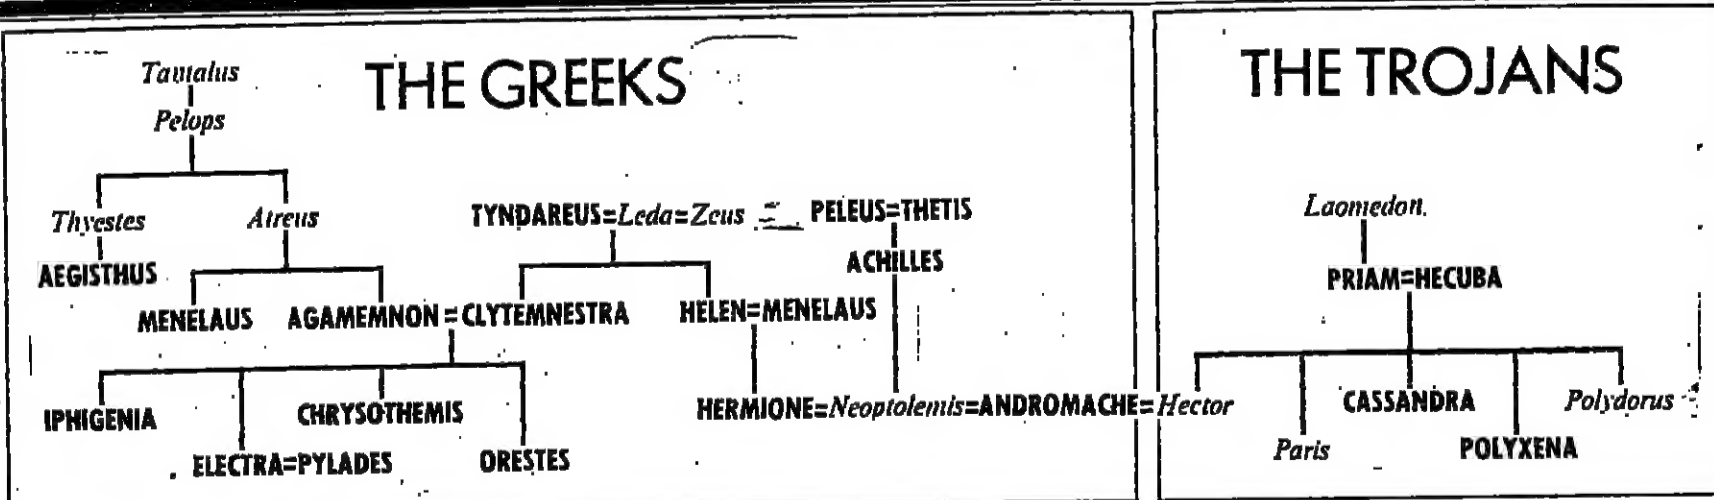 THE GREEKS
Tantalus
Pelops
Thyestes Atreus
AEGISTHUS
TYNDAREUS=Leda=Zeus = PELEUS=THETIS
ACHILLES
MENELAUS AGAMEMNON=CLYTEMNESTRA HELEN=MENELAUS
IPHIGENIA CHRYSOTHEMIS
ELECTRA=PYLADES ORESTES
HERMIONE=Neoptolemis=ANDROMACHE=Hector
THE TROJANS
Laomedon.
PRIAM=HECUBA
CASSANDRA Polydorus
Paris POLYXENA